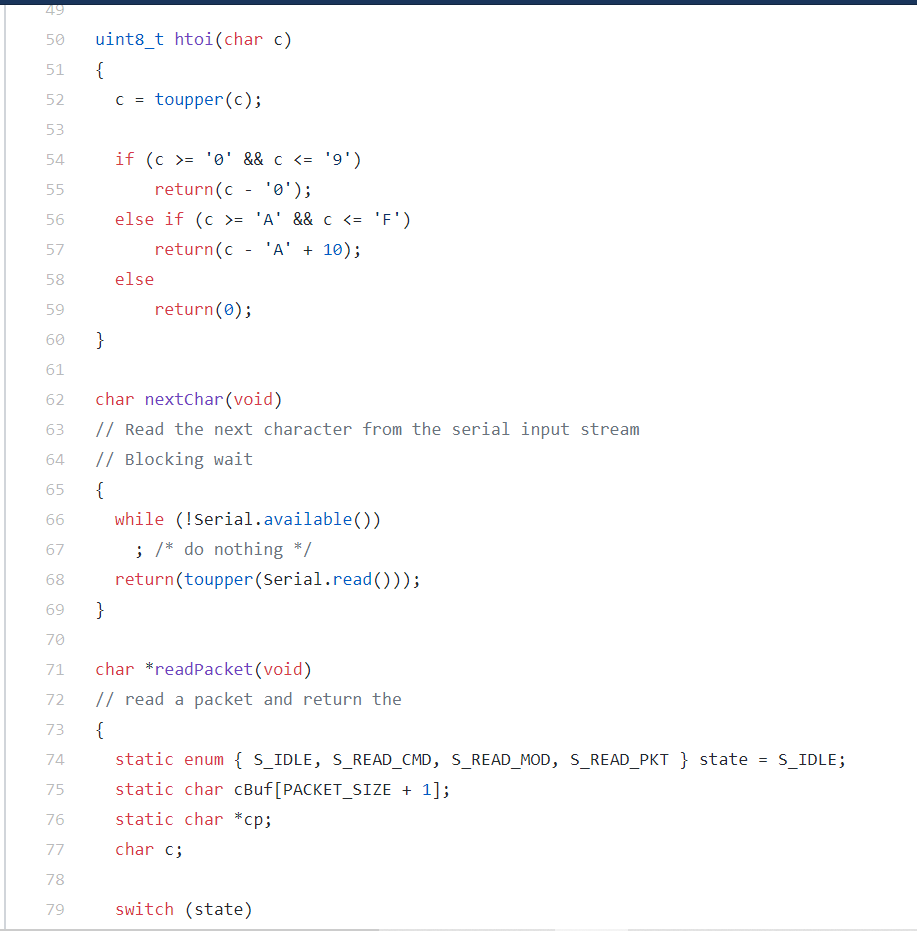 49
50 uint8_t htoi(char c)
51 {
52   c = toupper(c);
53
54   if (c >= '0' && c <= '9')
55       return(c - '0');
56   else if (c >= 'A' && c <= 'F')
57       return(c - 'A' + 10);
58   else
59       return(0);
60 }
61
62 char nextChar(void)
63 // Read the next character from the serial input stream
64 // Blocking wait
65 {
66   while (!Serial.available())
67     ; /* do nothing */
68   return(toupper(Serial.read()));
69 }
70
71 char *readPacket(void)
72 // read a packet and return the
73 {
74   static enum { S_IDLE, S_READ_CMD, S_READ_MOD, S_READ_PKT } state = S_IDLE;
75   static char cBuf[PACKET_SIZE + 1];
76   static char *cp;
77   char c;
78
79   switch (state)